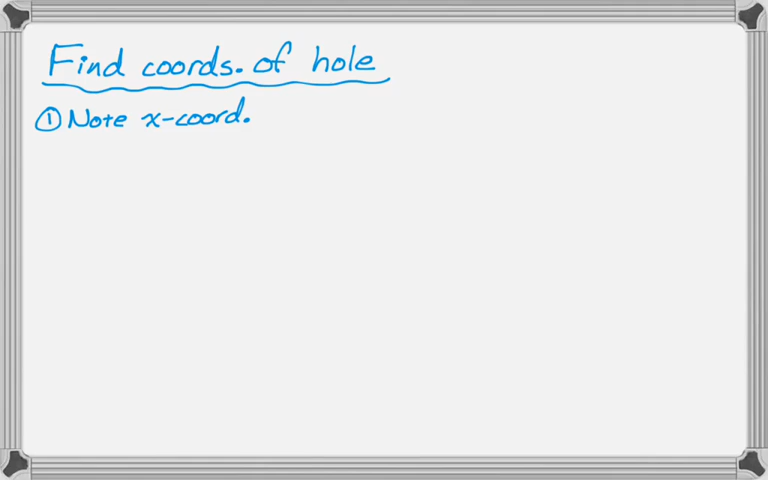 Find coords. of hole
① Note x-coord.